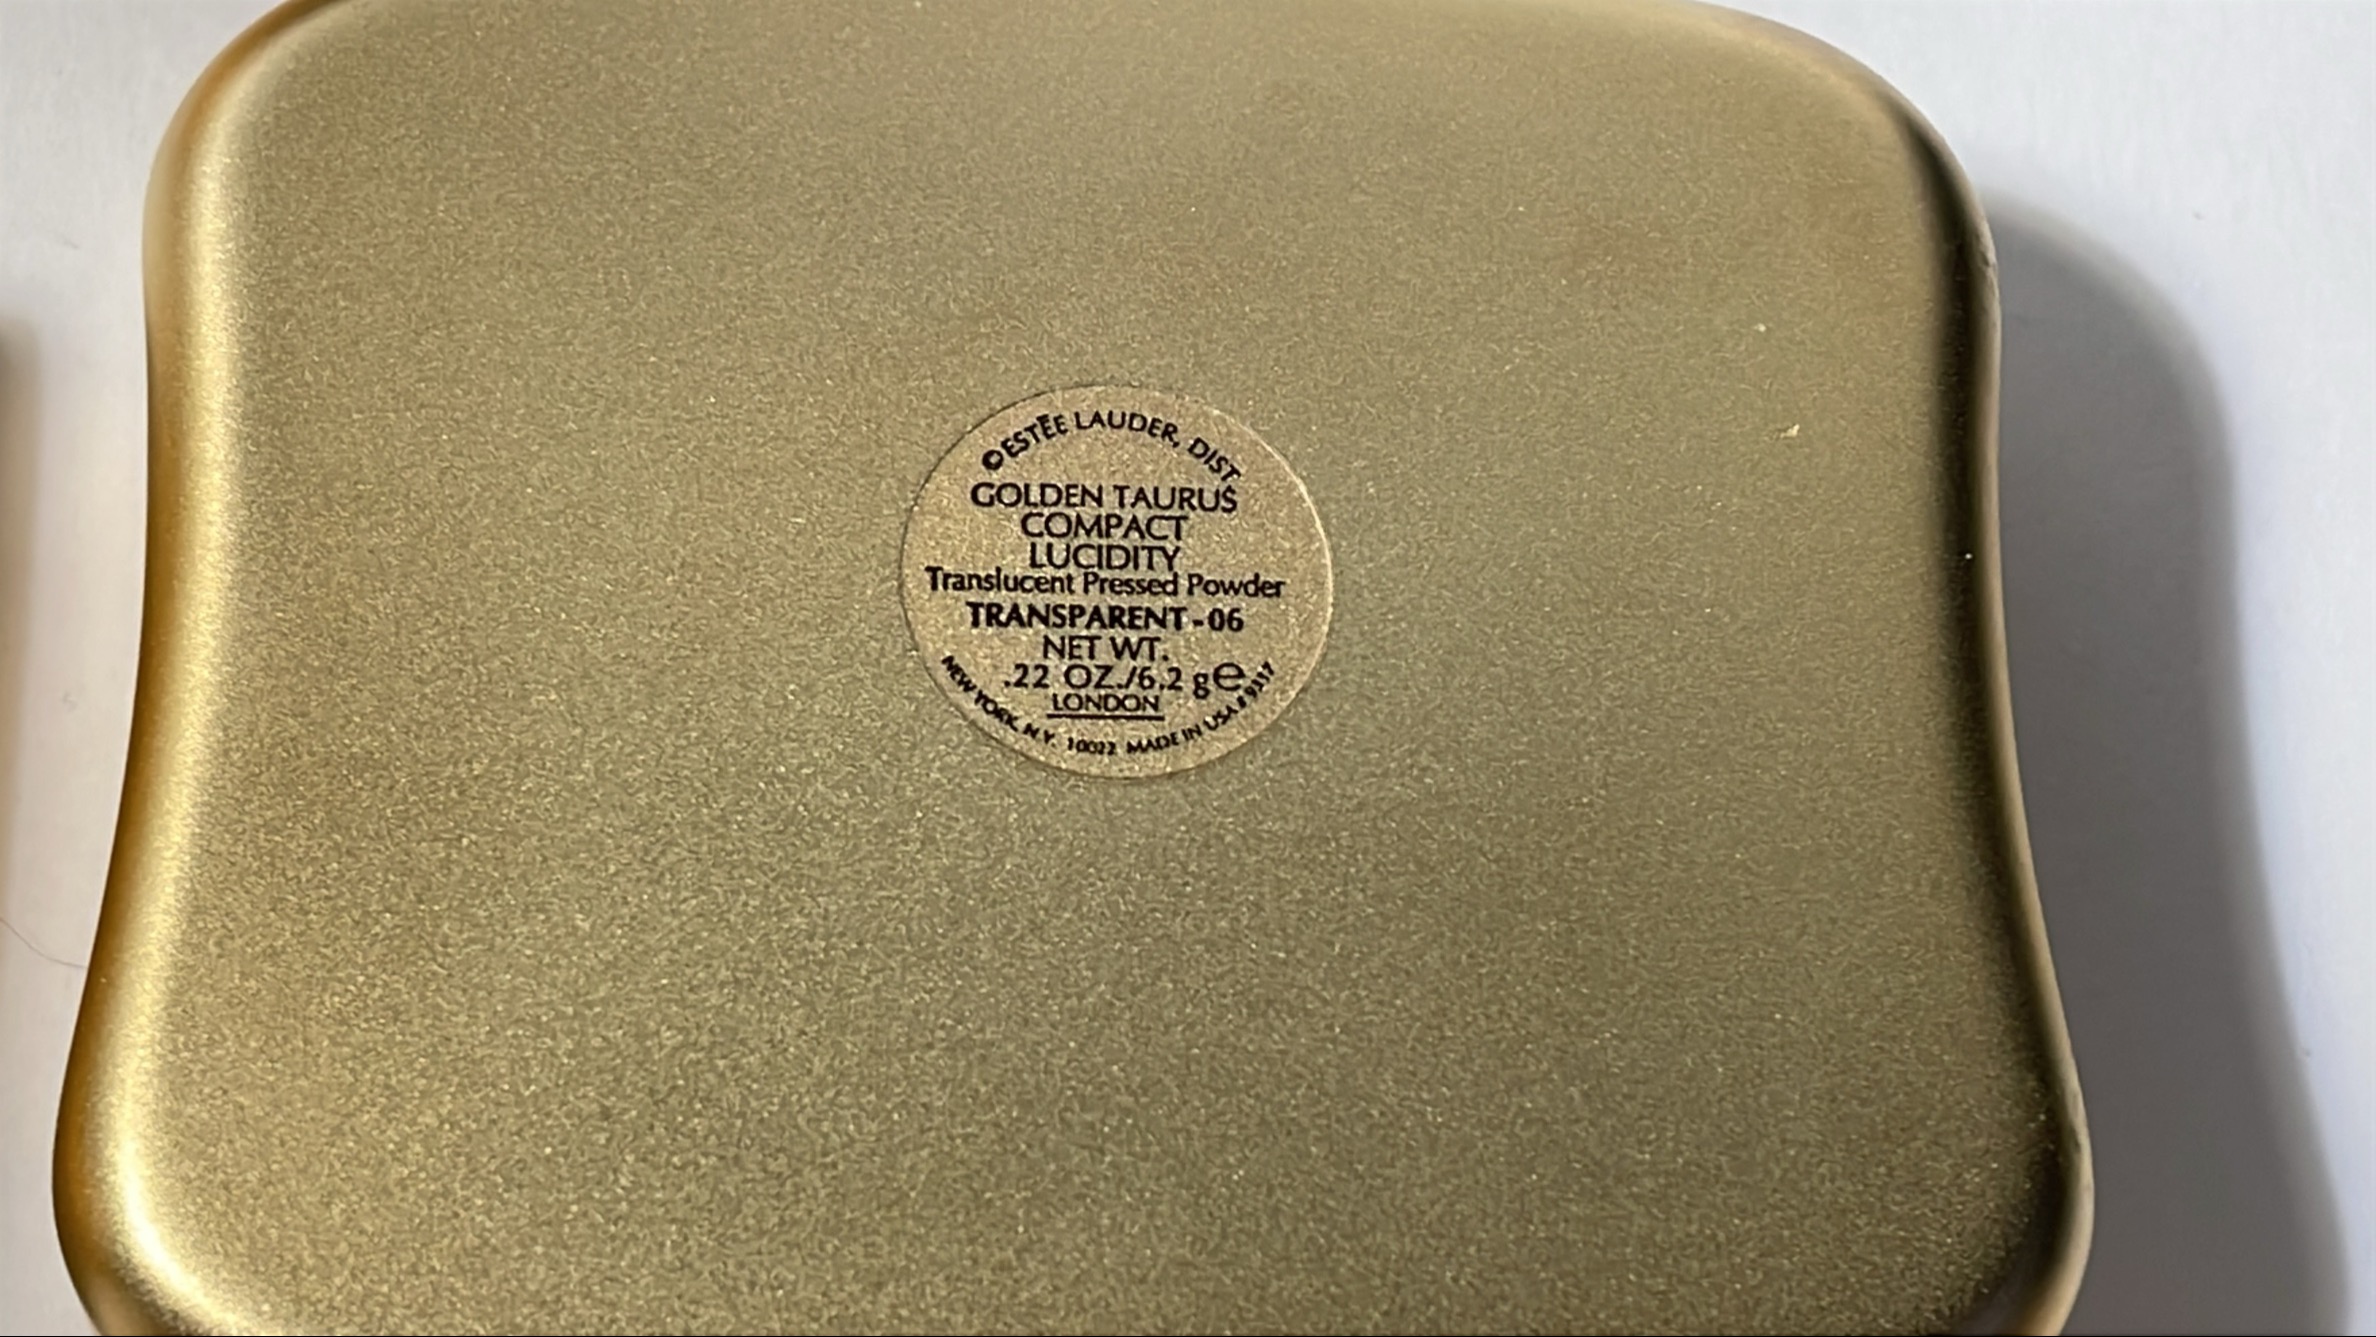 ©ESTĒE LAUDER, DIST.
GOLDEN TAURUS
COMPACT
LUCIDITY
Translucent Pressed Powder
TRANSPARENT-06
NET WT.
.22 OZ./6.2 g℮
LONDON
NEW YORK, N.Y. 10022 MADE IN USA